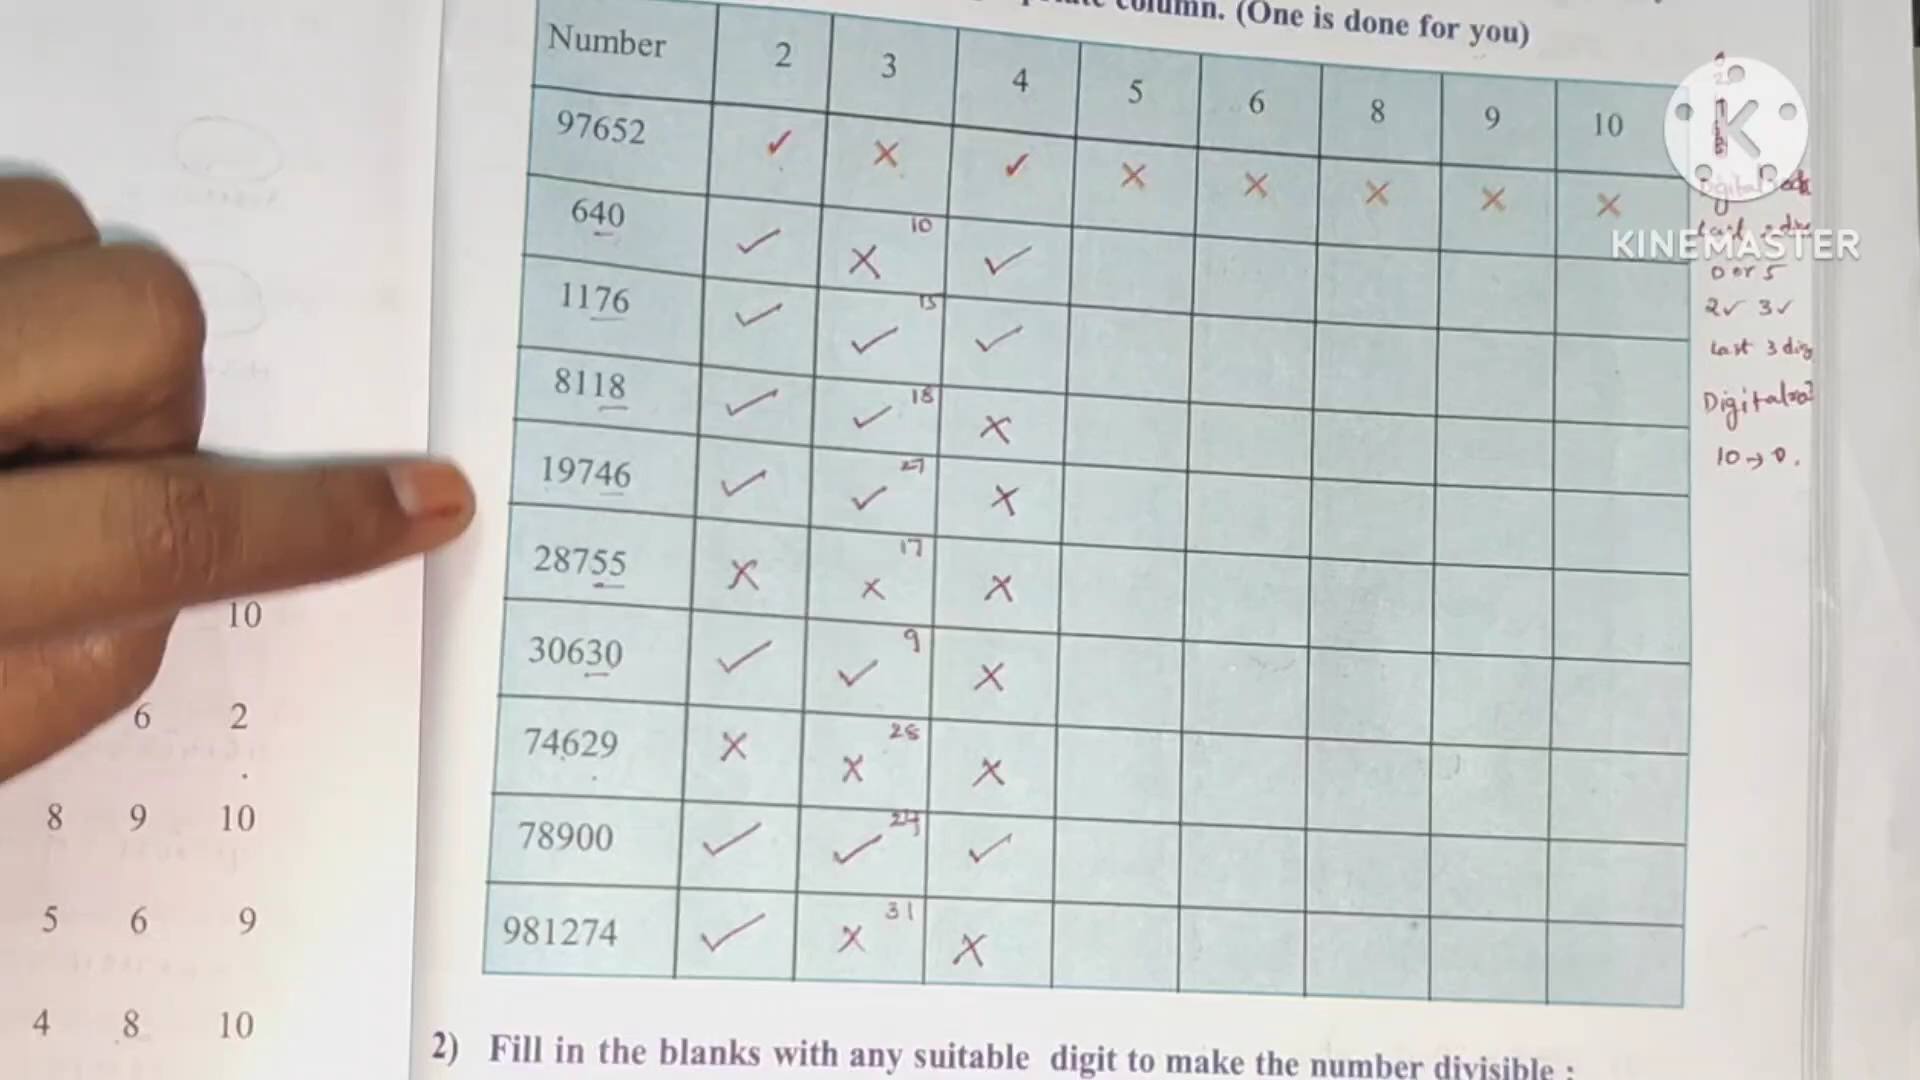 column. (One is done for you)
Number 2 3 4 5 6 8 9 10
97652 ✓ × ✓ × × × × ×
640 ✓ × 10 ✓
1176 ✓ ✓ 15 ✓
8118 ✓ ✓ 18 ×
19746 ✓ ✓ 27 ×
28755 × × 17 ×
30630 ✓ ✓ 9 ×
74629 × × 28 ×
78900 ✓ ✓ 24 ✓
981274 ✓ × 31 ×
2) Fill in the blanks with any suitable digit to make the number divisible :
10
6 2
8 9 10
5 6 9
4 8 10
KINEMASTER
0 or 5
2✓ 3✓
Last 3 dig
10→0.